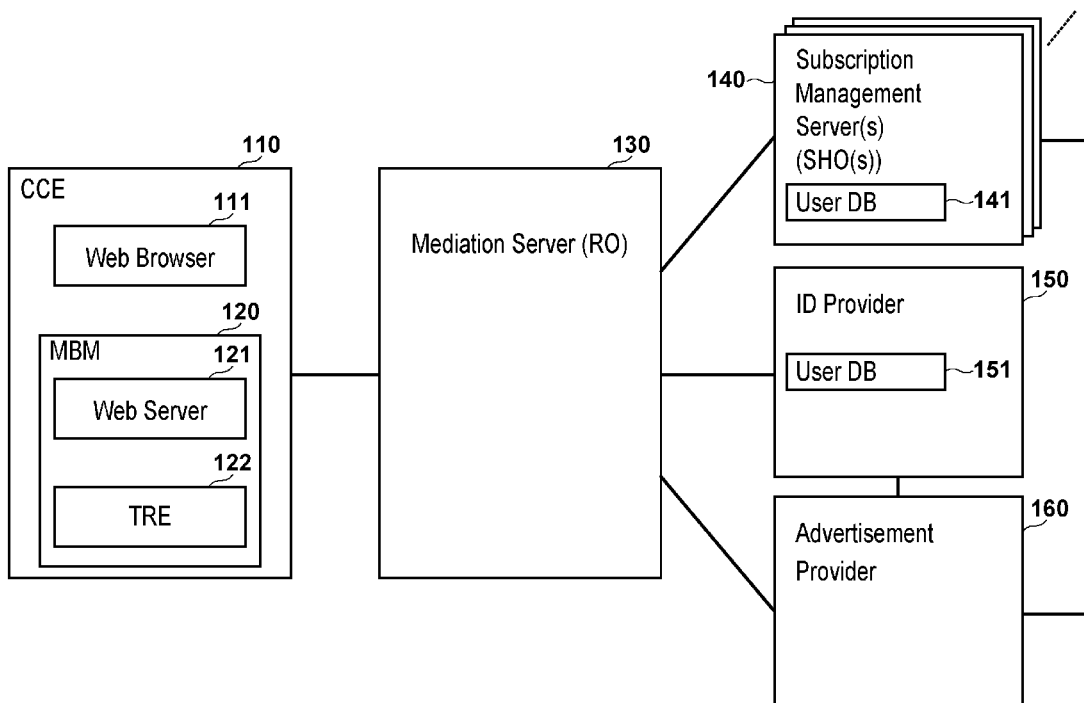 110
CCE
111
Web Browser
120
MBM
121
Web Server
122
TRE
130
Mediation Server (RO)
140
Subscription
Management
Server(s)
(SHO(s))
User DB
141
150
ID Provider
User DB
151
160
Advertisement
Provider